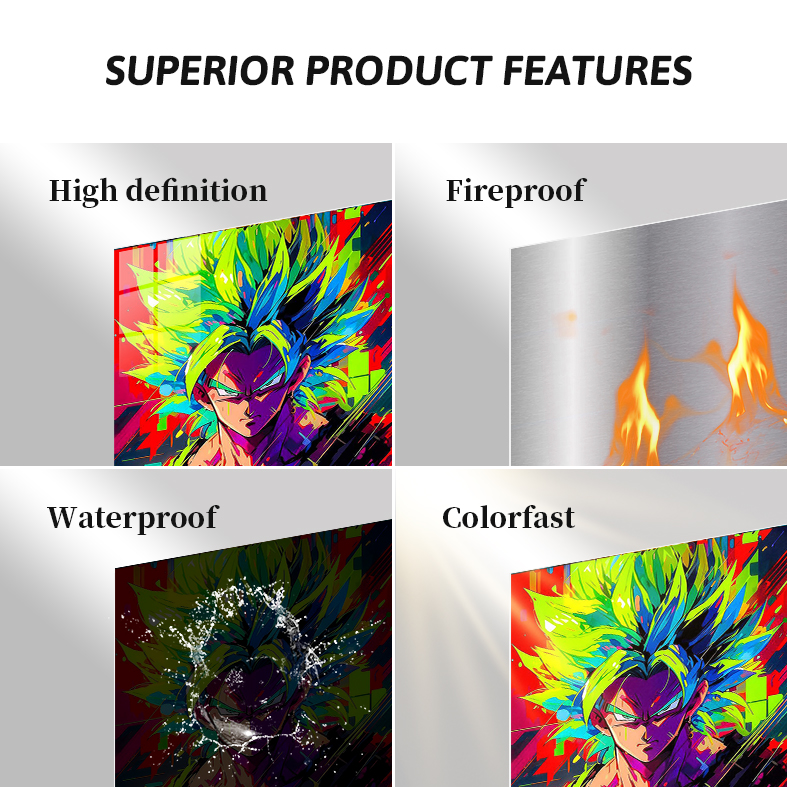 SUPERIOR PRODUCT FEATURES
High definition
Fireproof
Waterproof
Colorfast